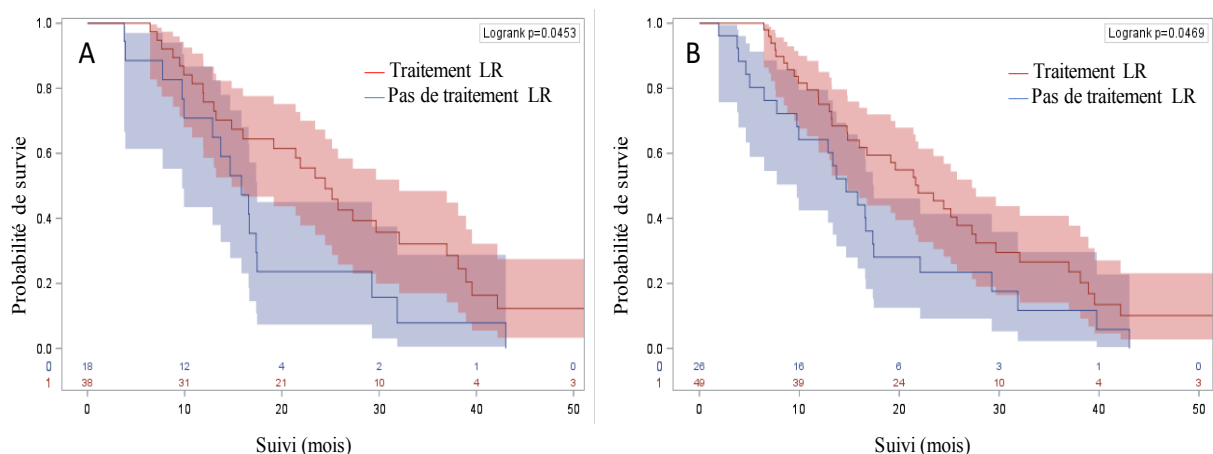 A
Logrank p=0.0453
Traitement LR
Pas de traitement LR
Probabilité de survie
1.0
0.8
0.6
0.4
0.2
0.0
0 18 12 4 2 1 0
1 38 31 21 10 4 3
0 10 20 30 40 50
Suivi (mois)
B
Logrank p=0.0469
Traitement LR
Pas de traitement LR
Probabilité de survie
1.0
0.8
0.6
0.4
0.2
0.0
0 26 16 6 3 1 0
1 49 39 24 10 4 3
0 10 20 30 40 50
Suivi (mois)